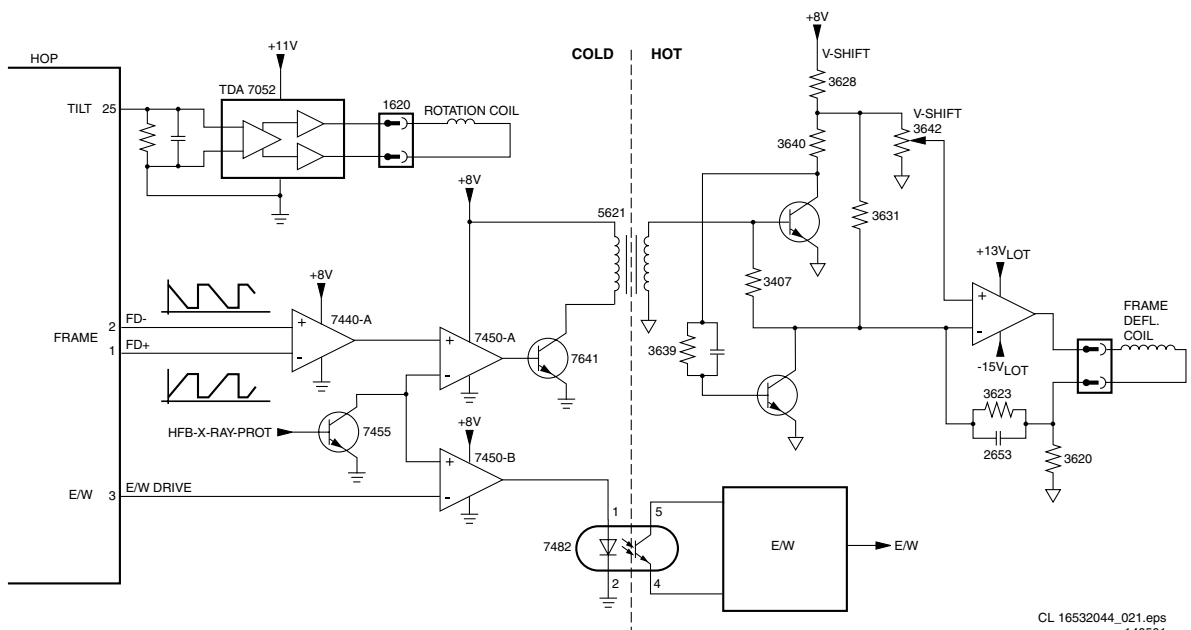 HOP
TILT 25
+11V
TDA 7052
1620
ROTATION COIL
COLD
HOT
+8V
V-SHIFT
3628
V-SHIFT
3642
3640
3631
+8V
5621
3407
+8V
FRAME
2 FD-
1 FD+
7440-A
7450-A
7641
3639
+13VLOT
-15VLOT
FRAME
DEFL.
COIL
3623
2653
3620
HFB-X-RAY-PROT
7455
+8V
7450-B
E/W 3 E/W DRIVE
7482
1
2
5
4
E/W
E/W
+
-
+
-
+
-
+
-
CL 16532044_021.eps